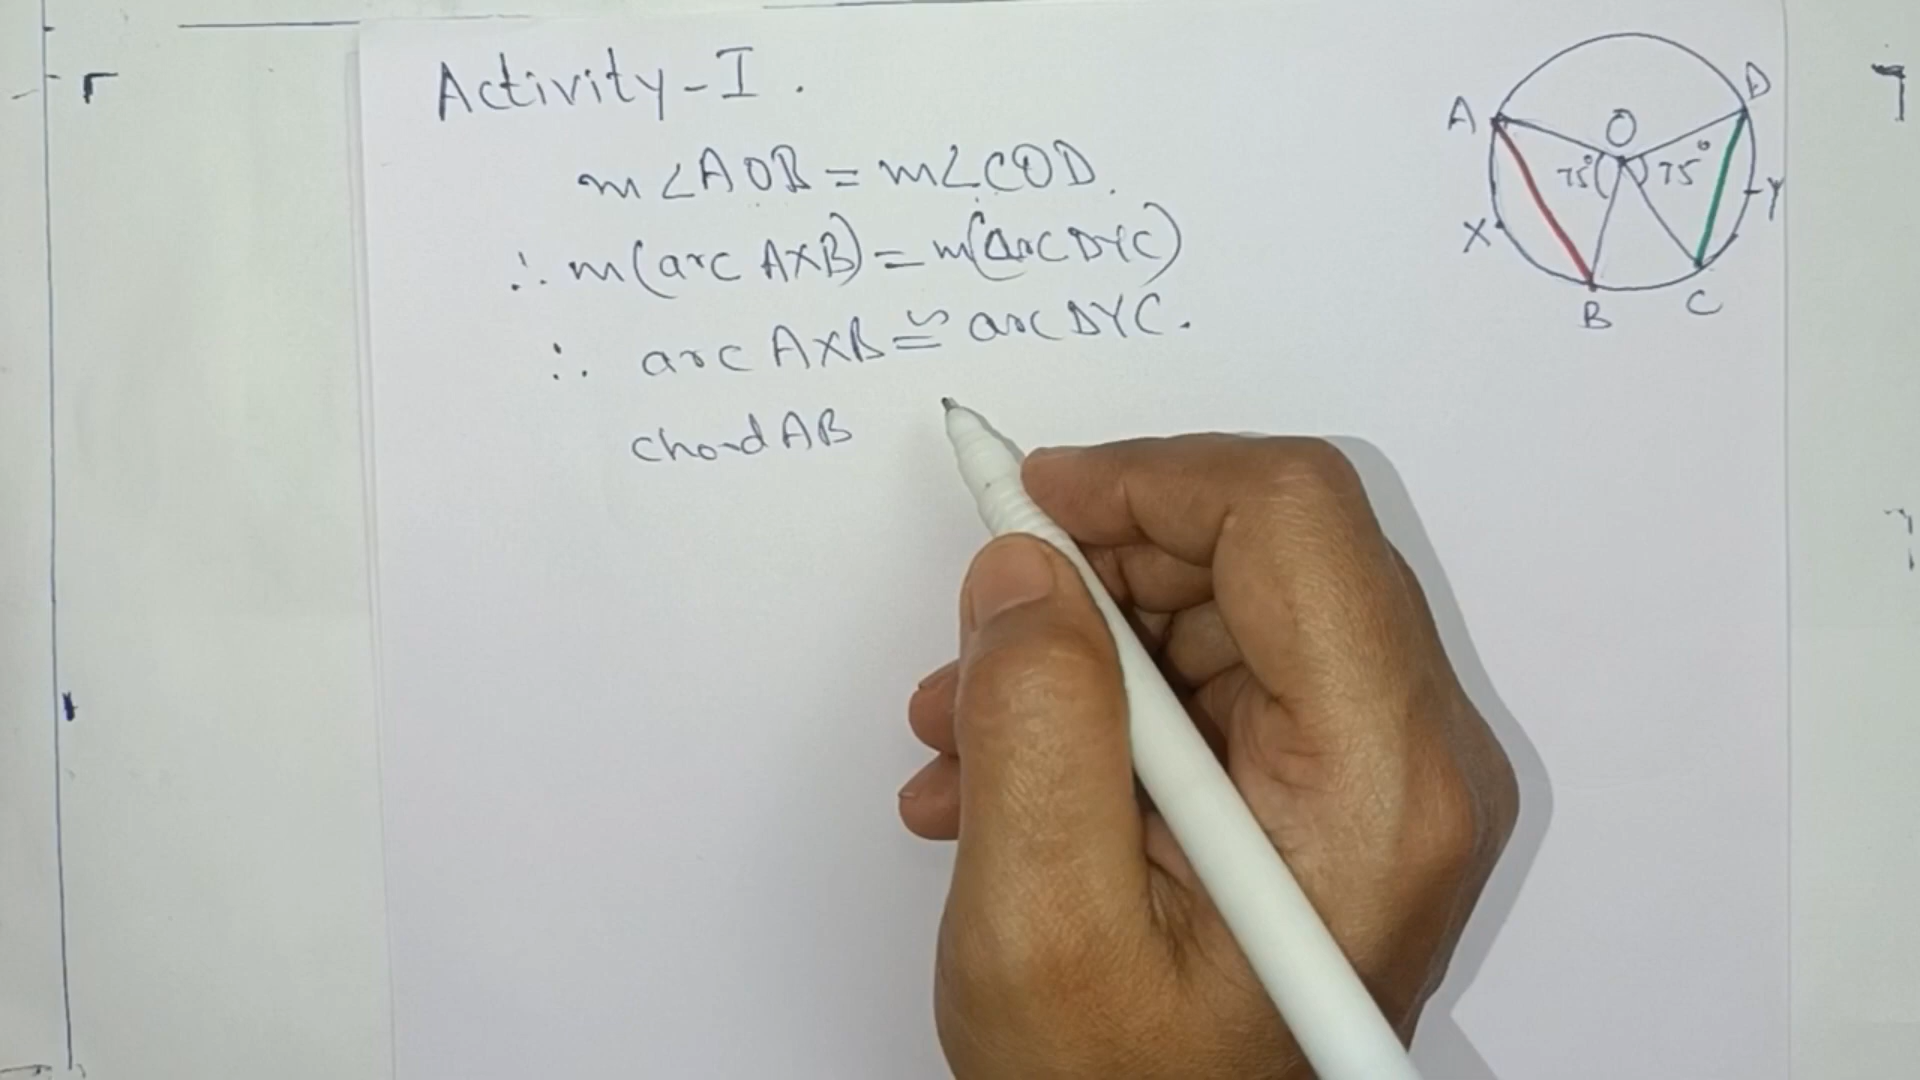 Activity-I.
m∠AOB = m∠COD.
∴ m(arc AXB) = m(arc DYC)
∴ arc AXB ≅ arc DYC.
chord AB
A
D
O
75° 75°
X
Y
B
C